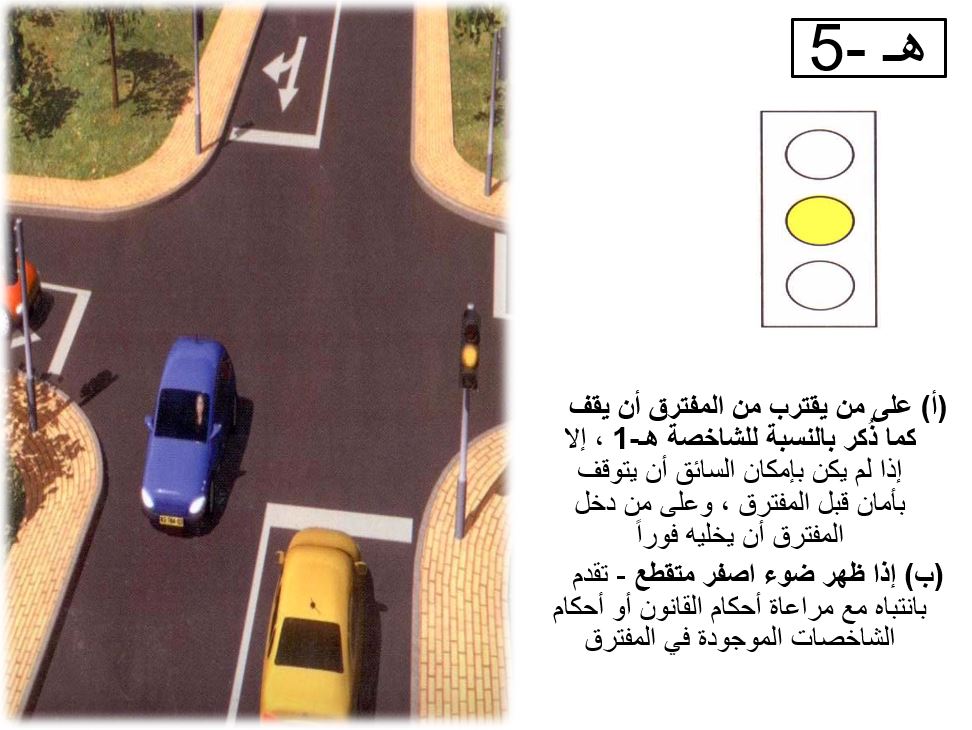 هـ -5
(أ) على من يقترب من المفترق أن يقف
كما ذُكر بالنسبة للشاخصة هـ-1 ، إلا
إذا لم يكن بإمكان السائق أن يتوقف
بأمان قبل المفترق ، وعلى من دخل
المفترق أن يخليه فوراً
(ب) إذا ظهر ضوء اصفر متقطع - تقدم
بانتباه مع مراعاة أحكام القانون أو أحكام
الشاخصات الموجودة في المفترق